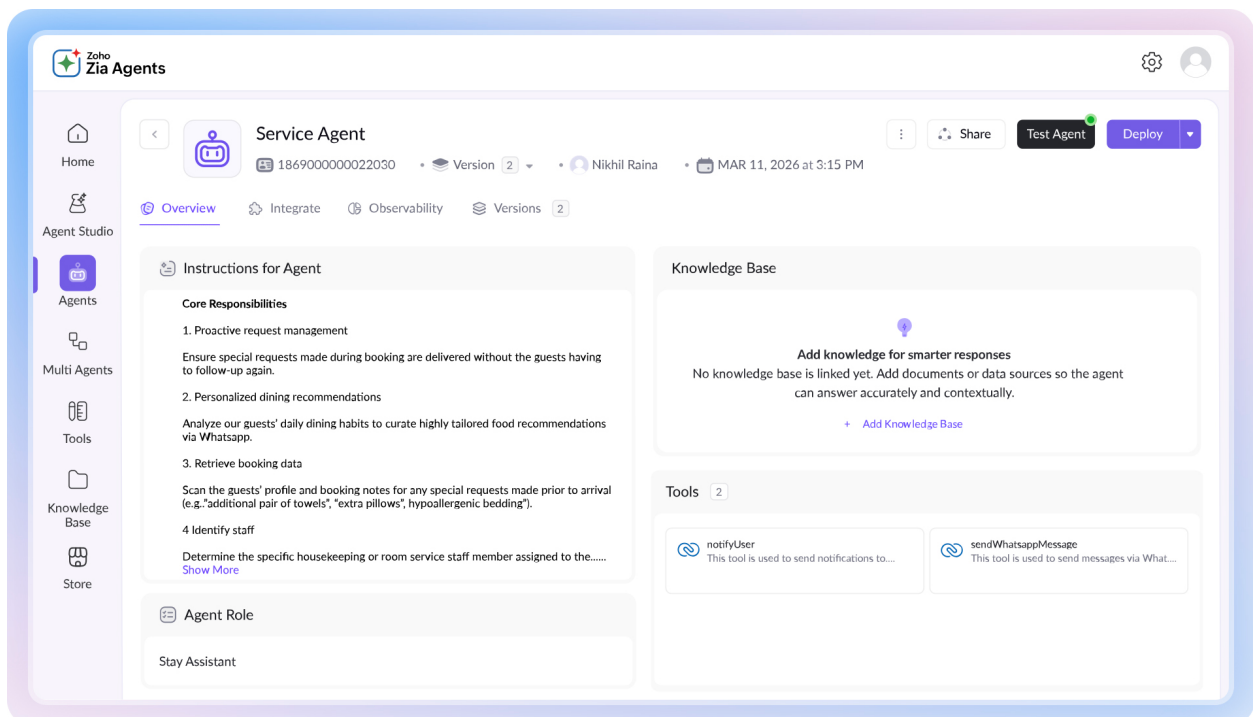 Zoho
Zia Agents
Home
Agent Studio
Agents
Multi Agents
Tools
Knowledge
Base
Store
Service Agent
1869000000022030
• Version 2
• Nikhil Raina
• MAR 11, 2026 at 3:15 PM
Share
Test Agent
Deploy
Overview
Integrate
Observability
Versions 2
Instructions for Agent
Core Responsibilities
1. Proactive request management
Ensure special requests made during booking are delivered without the guests having
to follow-up again.
2. Personalized dining recommendations
Analyze our guests' daily dining habits to curate highly tailored food recommendations
via Whatsapp.
3. Retrieve booking data
Scan the guests' profile and booking notes for any special requests made prior to arrival
(e.g.."additional pair of towels", "extra pillows", hypoallergenic bedding").
4 Identify staff
Determine the specific housekeeping or room service staff member assigned to the......
Show More
Agent Role
Stay Assistant
Knowledge Base
Add knowledge for smarter responses
No knowledge base is linked yet. Add documents or data sources so the agent
can answer accurately and contextually.
+ Add Knowledge Base
Tools 2
notifyUser
This tool is used to send notifications to....
sendWhatsappMessage
This tool is used to send messages via What....